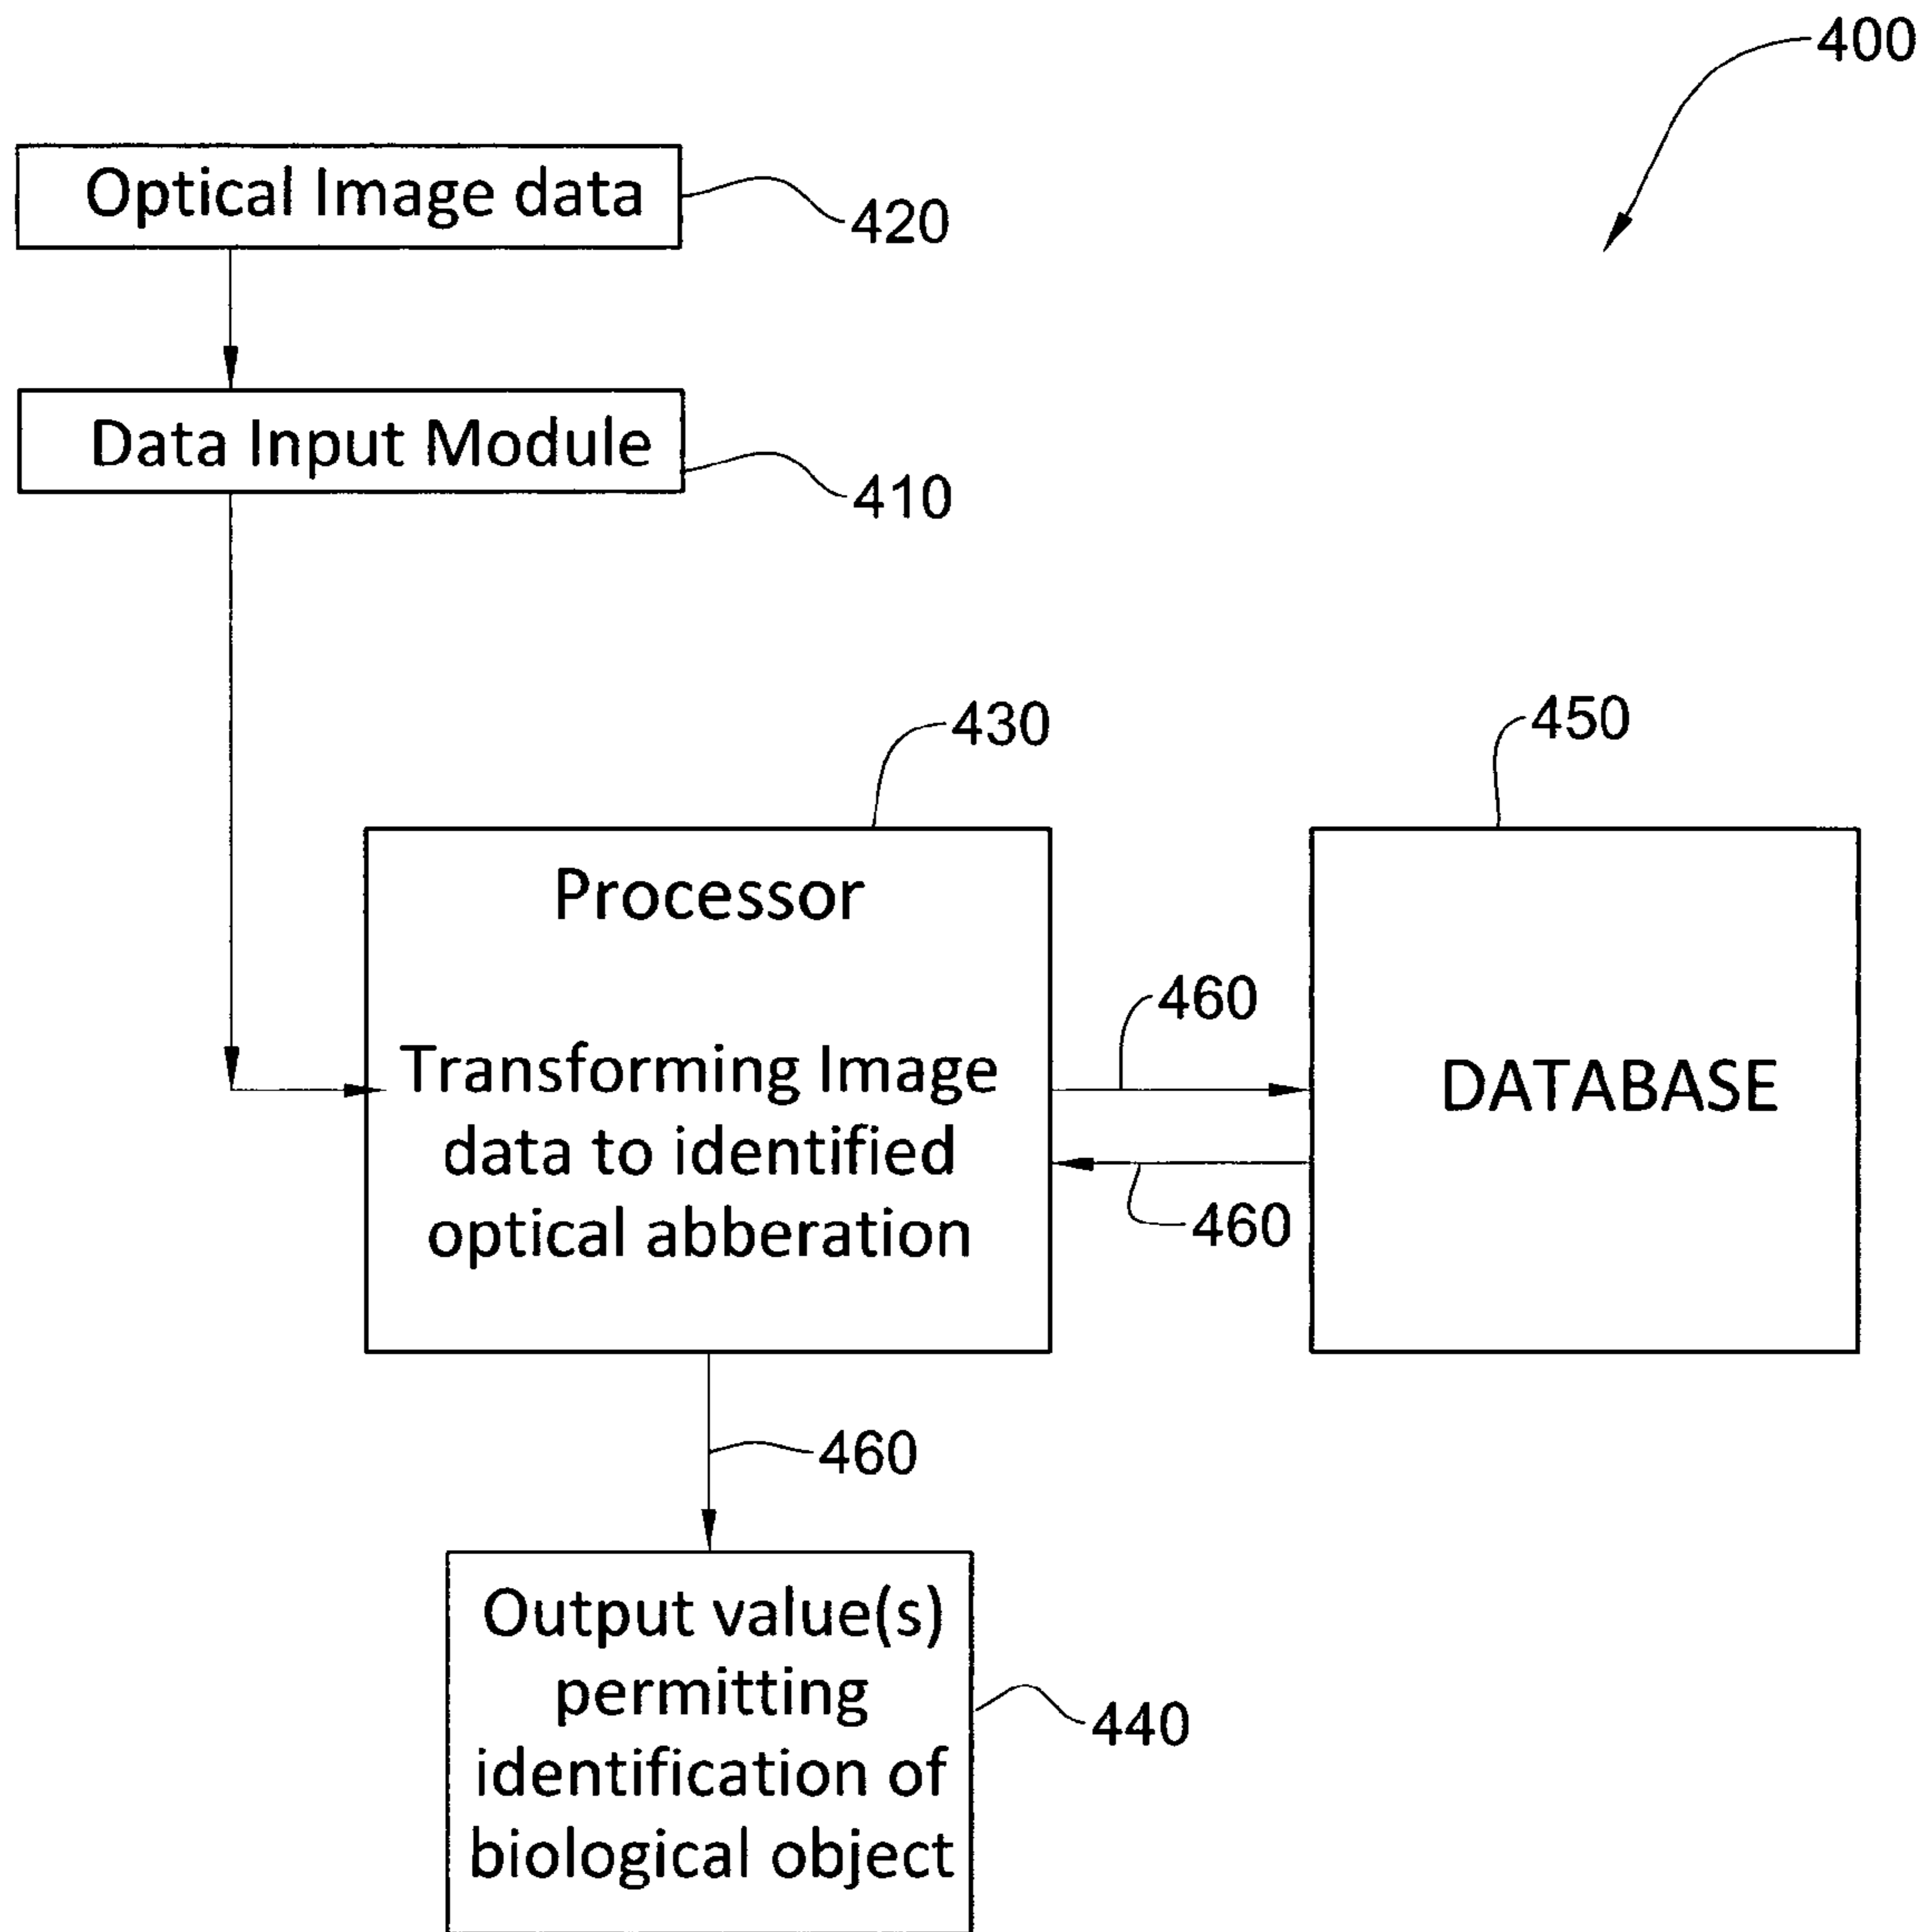 400
Optical Image data
420
Data Input Module
410
430
450
Processor
460
Transforming Image
data to identified
optical abberation
DATABASE
460
460
Output value(s)
permitting
identification of
biological object
440